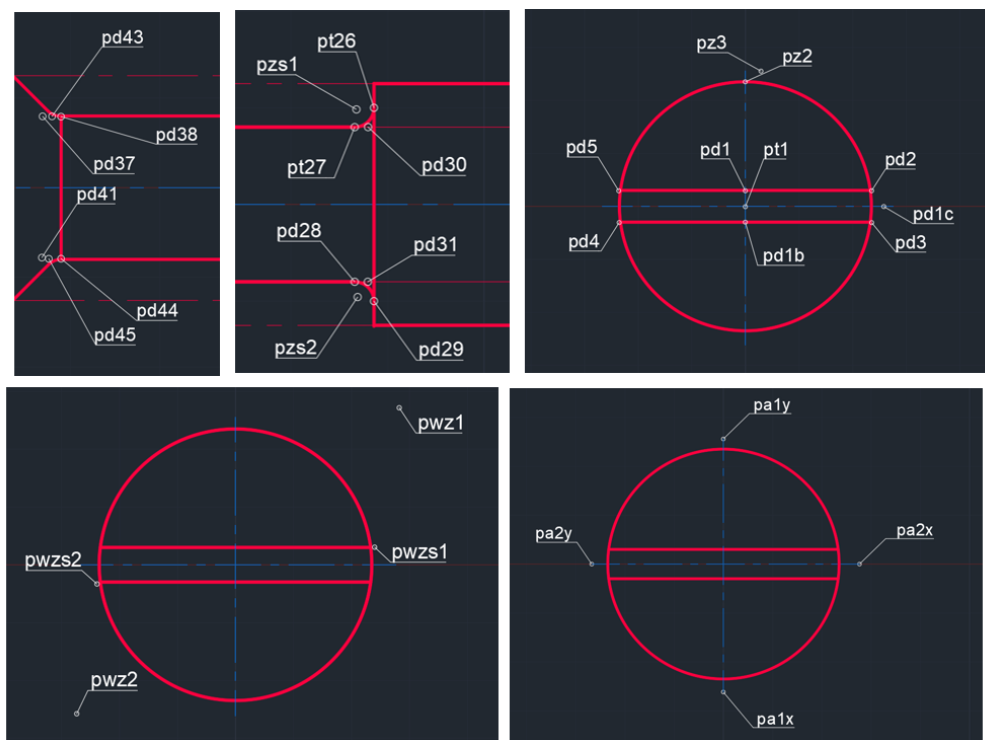 pd43
pd38
pd37
pd41
pd44
pd45
pt26
pzs1
pt27
pd30
pd28
pd31
pzs2
pd29
pz3
pz2
pd5
pd1
pt1
pd2
pd1c
pd4
pd3
pd1b
pwz1
pwzs2
pwzs1
pwz2
pa1y
pa2y
pa2x
pa1x